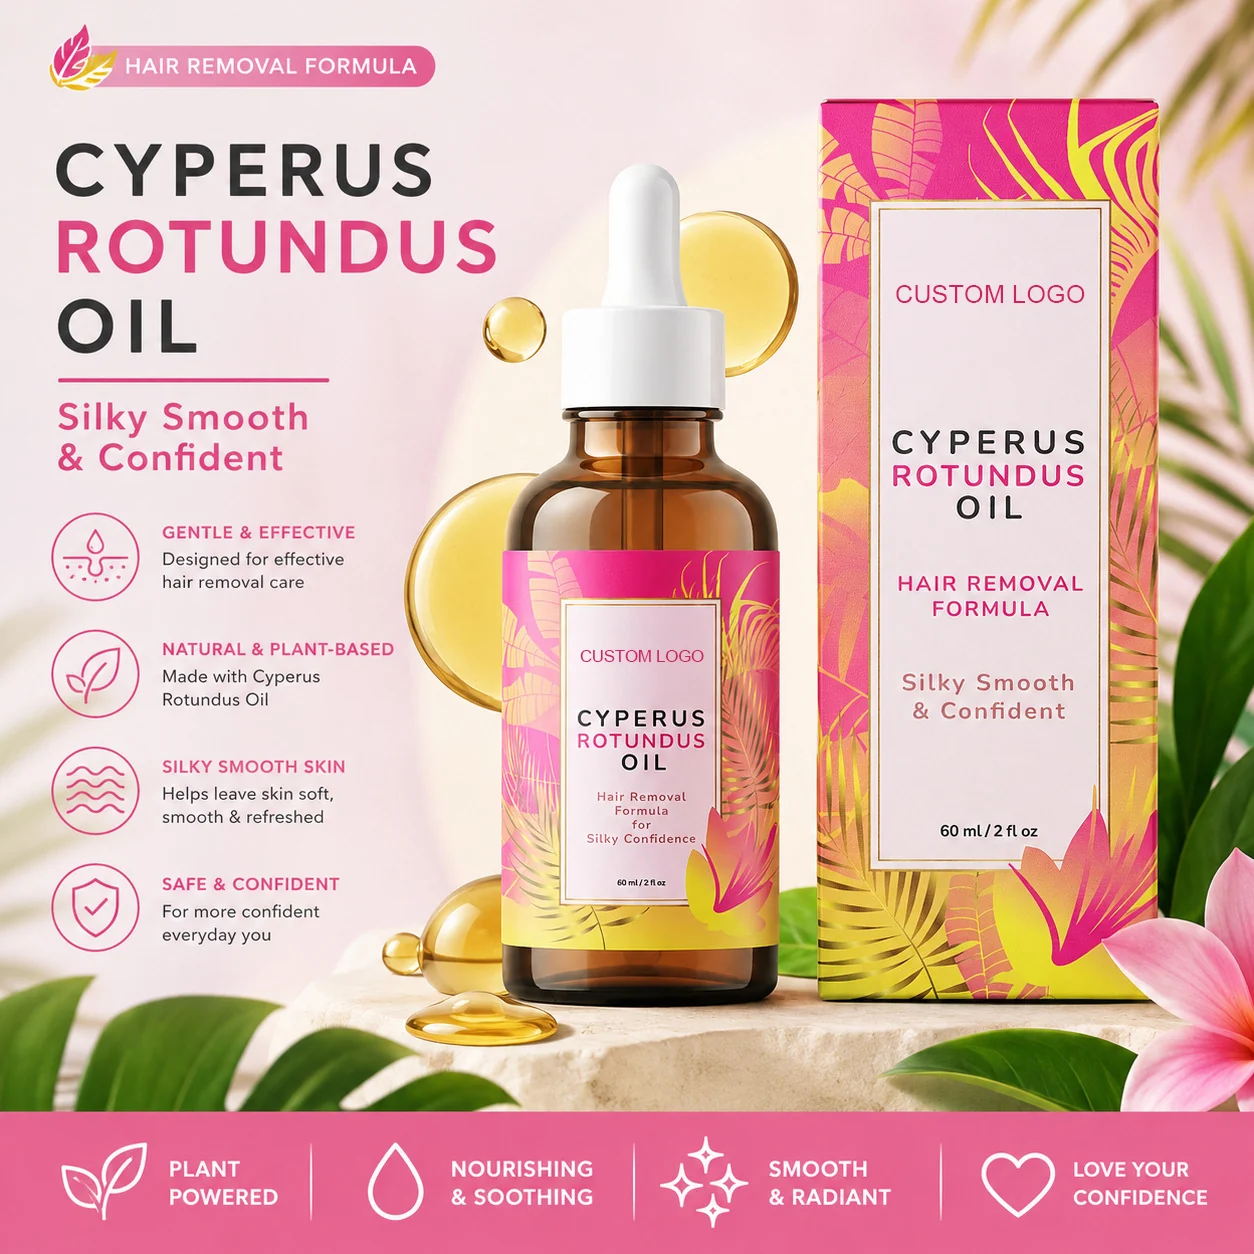 HAIR REMOVAL FORMULA
CYPERUS
ROTUNDUS
OIL
Silky Smooth
& Confident
GENTLE & EFFECTIVE
Designed for effective
hair removal care
NATURAL & PLANT-BASED
Made with Cyperus
Rotundus Oil
SILKY SMOOTH SKIN
Helps leave skin soft,
smooth & refreshed
SAFE & CONFIDENT
For more confident
everyday you
CUSTOM LOGO
CYPERUS
ROTUNDUS
OIL
Hair Removal
Formula
for
Silky Confidence
60 ml / 2 fl oz
CUSTOM LOGO
CYPERUS
ROTUNDUS
OIL
HAIR REMOVAL
FORMULA
Silky Smooth
& Confident
60 ml / 2 fl oz
PLANT
POWERED
NOURISHING
& SOOTHING
SMOOTH
& RADIANT
LOVE YOUR
CONFIDENCE